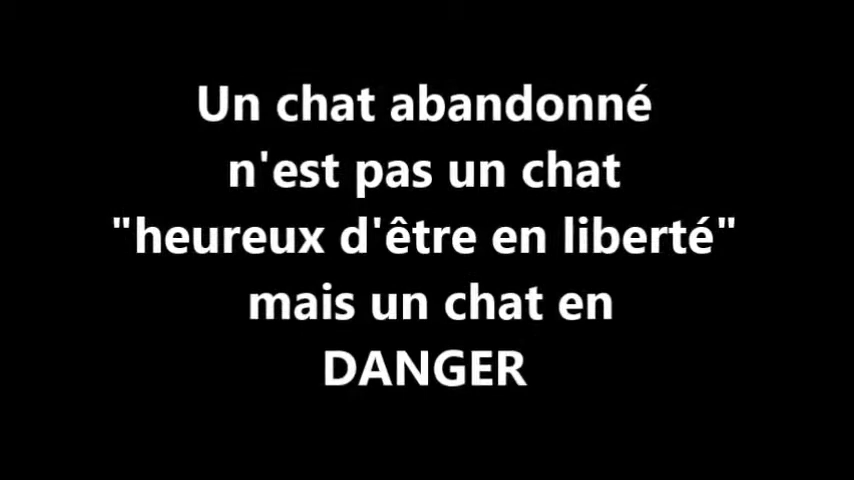 Un chat abandonné
n'est pas un chat
"heureux d'être en liberté"
mais un chat en
DANGER